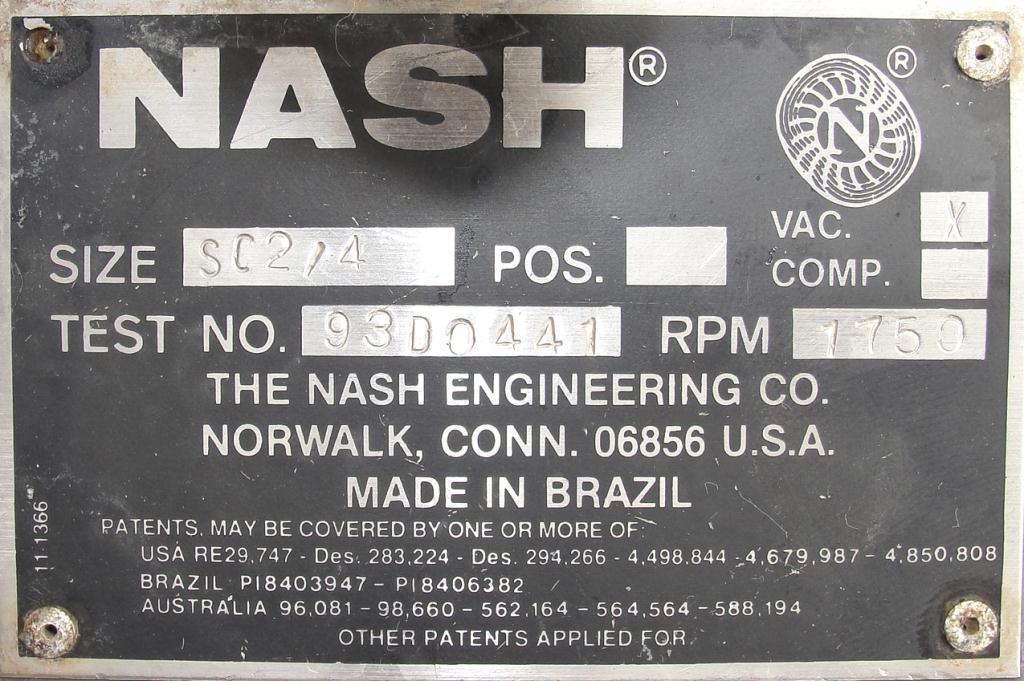 NASH®
N ®
VAC. X
SIZE SC2/4 POS. COMP.
TEST NO. 93D0441 RPM 1750
THE NASH ENGINEERING CO.
NORWALK, CONN. 06856 U.S.A.
MADE IN BRAZIL
11-1366
PATENTS, MAY BE COVERED BY ONE OR MORE OF:
USA RE29,747 - Des. 283,224 - Des. 294,266 - 4,498,844 - 4,679,987 - 4,850,808
BRAZIL PI8403947 - PI8406382
AUSTRALIA 96,081 - 98,660 - 562,164 - 564,564 - 588,194
OTHER PATENTS APPLIED FOR